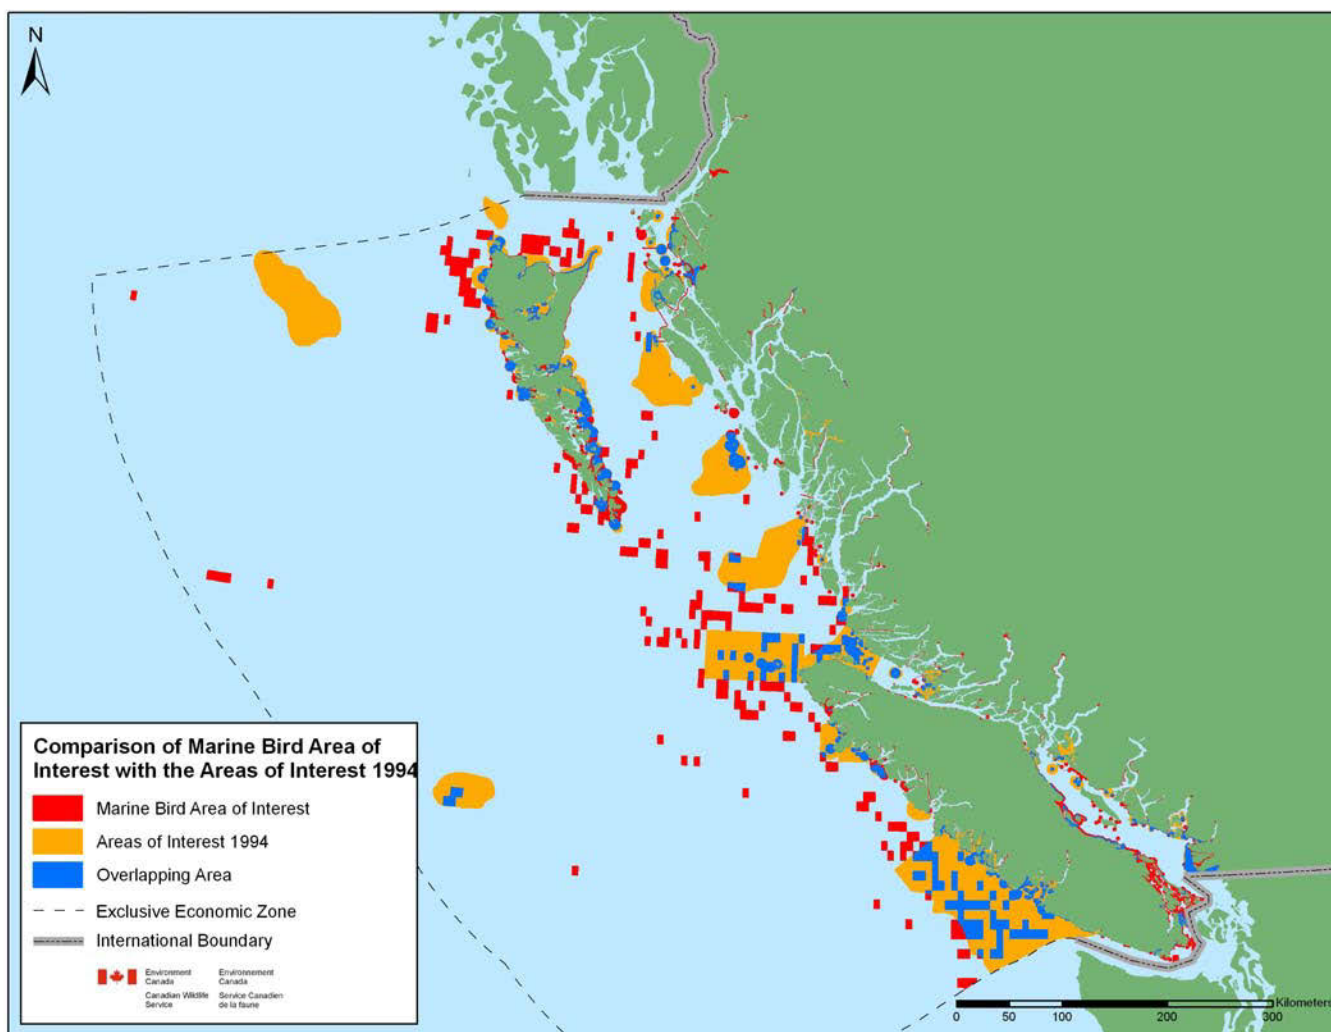 N
Comparison of Marine Bird Area of
Interest with the Areas of Interest 1994
Marine Bird Area of Interest
Areas of Interest 1994
Overlapping Area
Exclusive Economic Zone
International Boundary
Environment
Canada
Environnement
Canada
Canadian Wildlife
Service
Service Canadien
de la faune
Kilometers
0 50 100 200 300